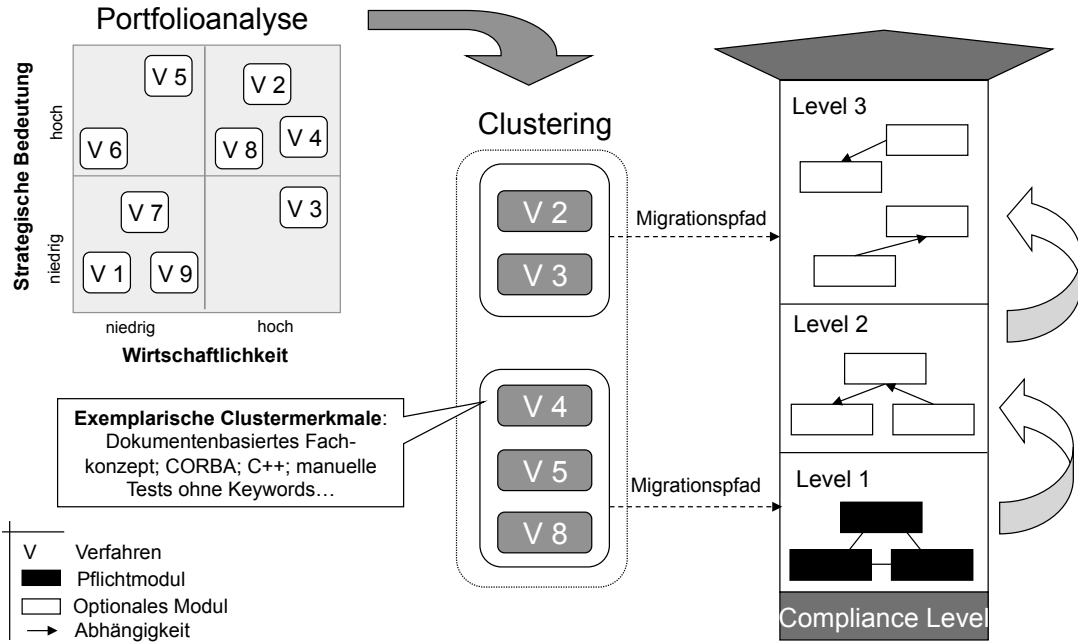 Portfolioanalyse
Strategische Bedeutung
hoch
niedrig
V 5
V 2
V 4
V 6
V 8
V 7
V 3
V 1
V 9
niedrig
hoch
Wirtschaftlichkeit
Clustering
V 2
V 3
V 4
V 5
V 8
Exemplarische Clustermerkmale:
Dokumentenbasiertes Fach-
konzept; CORBA; C++; manuelle
Tests ohne Keywords…
Migrationspfad
Migrationspfad
Level 3
Level 2
Level 1
Compliance Level
V Verfahren
Pflichtmodul
Optionales Modul
Abhängigkeit